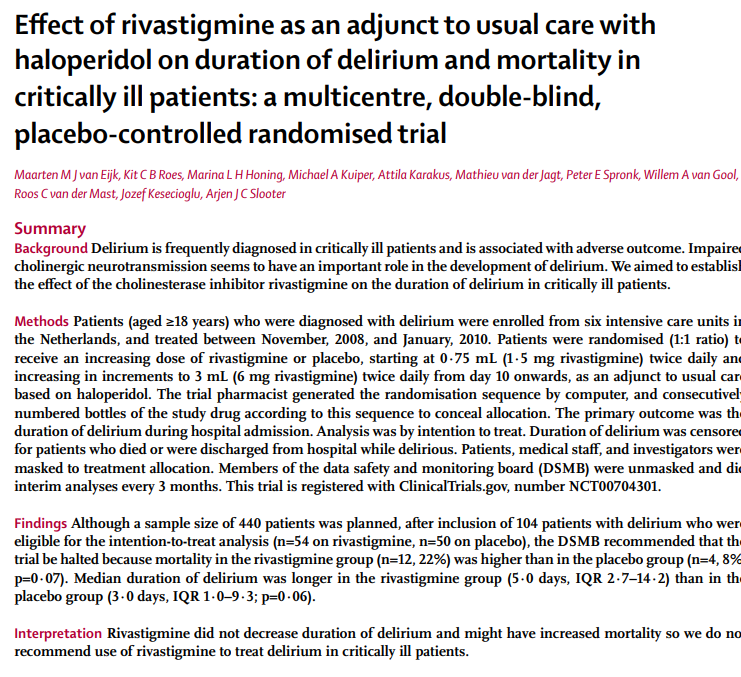 Effect of rivastigmine as an adjunct to usual care with
haloperidol on duration of delirium and mortality in
critically ill patients: a multicentre, double-blind,
placebo-controlled randomised trial
Maarten M J van Eijk, Kit C B Roes, Marina L H Honing, Michael A Kuiper, Attila Karakus, Mathieu van der Jagt, Peter E Spronk, Willem A van Gool,
Roos C van der Mast, Jozef Kesecioglu, Arjen J C Slooter
Summary
Background Delirium is frequently diagnosed in critically ill patients and is associated with adverse outcome. Impaired
cholinergic neurotransmission seems to have an important role in the development of delirium. We aimed to establish
the effect of the cholinesterase inhibitor rivastigmine on the duration of delirium in critically ill patients.
Methods Patients (aged ≥18 years) who were diagnosed with delirium were enrolled from six intensive care units in
the Netherlands, and treated between November, 2008, and January, 2010. Patients were randomised (1:1 ratio) t
receive an increasing dose of rivastigmine or placebo, starting at 0·75 mL (1·5 mg rivastigmine) twice daily and
increasing in increments to 3 mL (6 mg rivastigmine) twice daily from day 10 onwards, as an adjunct to usual car
based on haloperidol. The trial pharmacist generated the randomisation sequence by computer, and consecutivel
numbered bottles of the study drug according to this sequence to conceal allocation. The primary outcome was th
duration of delirium during hospital admission. Analysis was by intention to treat. Duration of delirium was censore
for patients who died or were discharged from hospital while delirious. Patients, medical staff, and investigators wer
masked to treatment allocation. Members of the data safety and monitoring board (DSMB) were unmasked and di
interim analyses every 3 months. This trial is registered with ClinicalTrials.gov, number NCT00704301.
Findings Although a sample size of 440 patients was planned, after inclusion of 104 patients with delirium who wer
eligible for the intention-to-treat analysis (n=54 on rivastigmine, n=50 on placebo), the DSMB recommended that th
trial be halted because mortality in the rivastigmine group (n=12, 22%) was higher than in the placebo group (n=4, 8%
p=0·07). Median duration of delirium was longer in the rivastigmine group (5·0 days, IQR 2·7–14·2) than in th
placebo group (3·0 days, IQR 1·0–9·3; p=0·06).
Interpretation Rivastigmine did not decrease duration of delirium and might have increased mortality so we do no
recommend use of rivastigmine to treat delirium in critically ill patients.